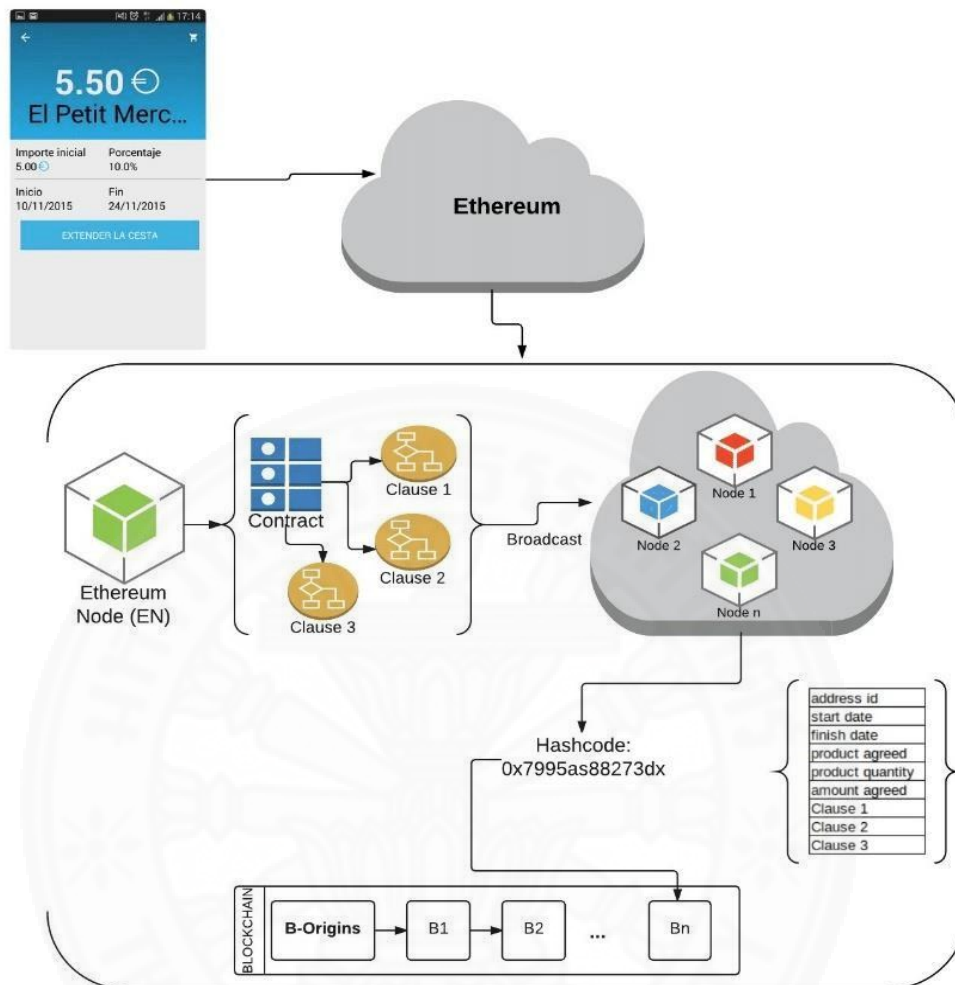 17:14
5.50 €
El Petit Merc...
Importe inicial Porcentaje
5.00 € 10.0%
Inicio Fin
10/11/2015 24/11/2015
EXTENDER LA CESTA
Ethereum
Ethereum
Node (EN)
Contract
Clause 1
Clause 2
Clause 3
Broadcast
Node 1
Node 2
Node 3
Node n
Hashcode:
0x7995as88273dx
address id
start date
finish date
product agreed
product quantity
amount agreed
Clause 1
Clause 2
Clause 3
BLOCKCHAIN
B-Origins B1 B2 ... Bn